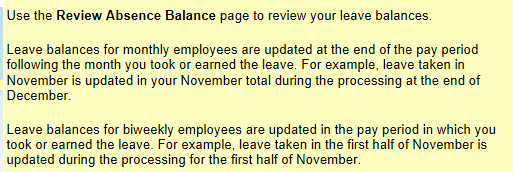 Use the Review Absence Balance page to review your leave balances.
Leave balances for monthly employees are updated at the end of the pay period
following the month you took or earned the leave. For example, leave taken in
November is updated in your November total during the processing at the end of
December.
Leave balances for biweekly employees are updated in the pay period in which you
took or earned the leave. For example, leave taken in the first half of November is
updated during the processing for the first half of November.